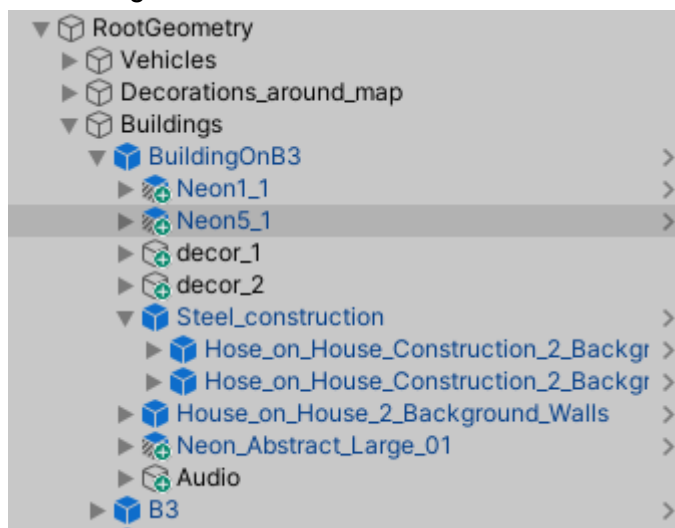 RootGeometry
Vehicles
Decorations_around_map
Buildings
BuildingOnB3
Neon1_1
Neon5_1
decor_1
decor_2
Steel_construction
Hose_on_House_Construction_2_Backgr
Hose_on_House_Construction_2_Backgr
House_on_House_2_Background_Walls
Neon_Abstract_Large_01
Audio
B3